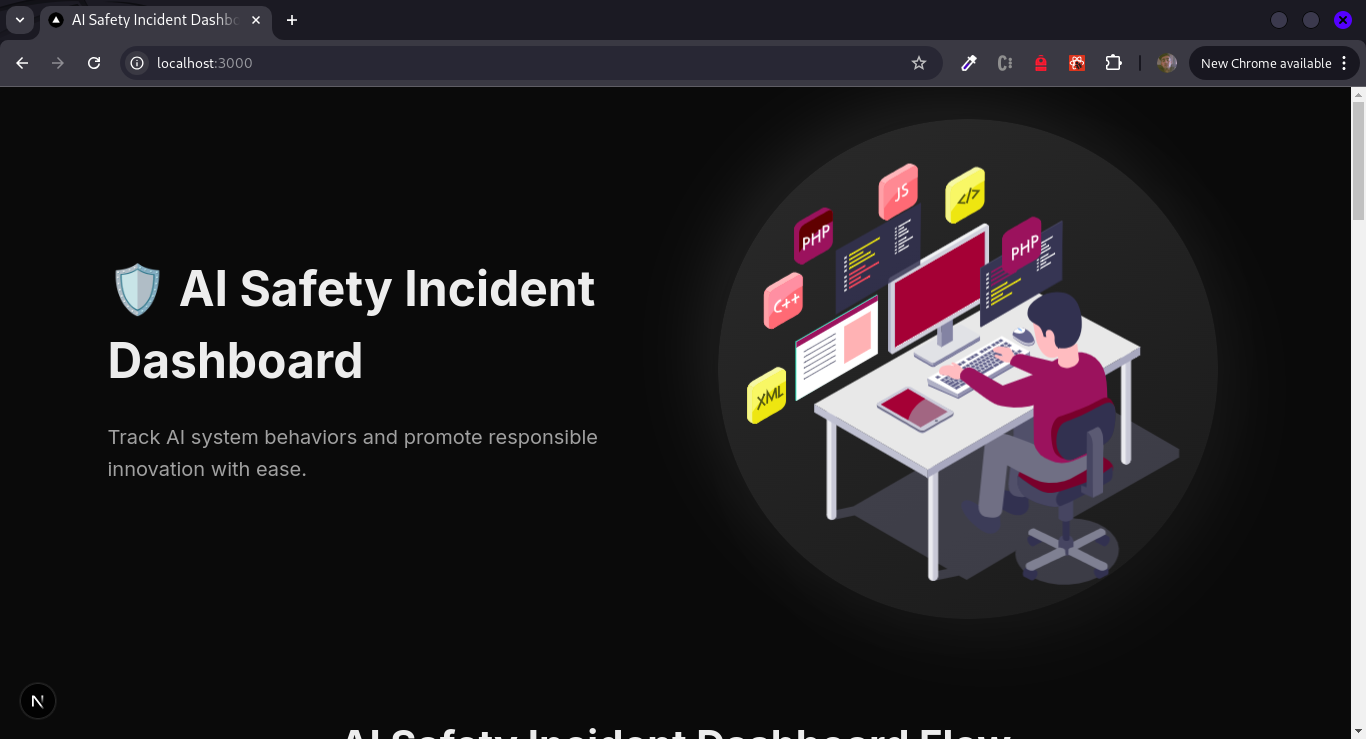 AI Safety Incident Dashbo
localhost:3000
New Chrome available
JS
</>
PHP
PHP
C++
XML
🛡️ AI Safety Incident
Dashboard
Track AI system behaviors and promote responsible
innovation with ease.
N
AI Safety Incident Dashboard Flow